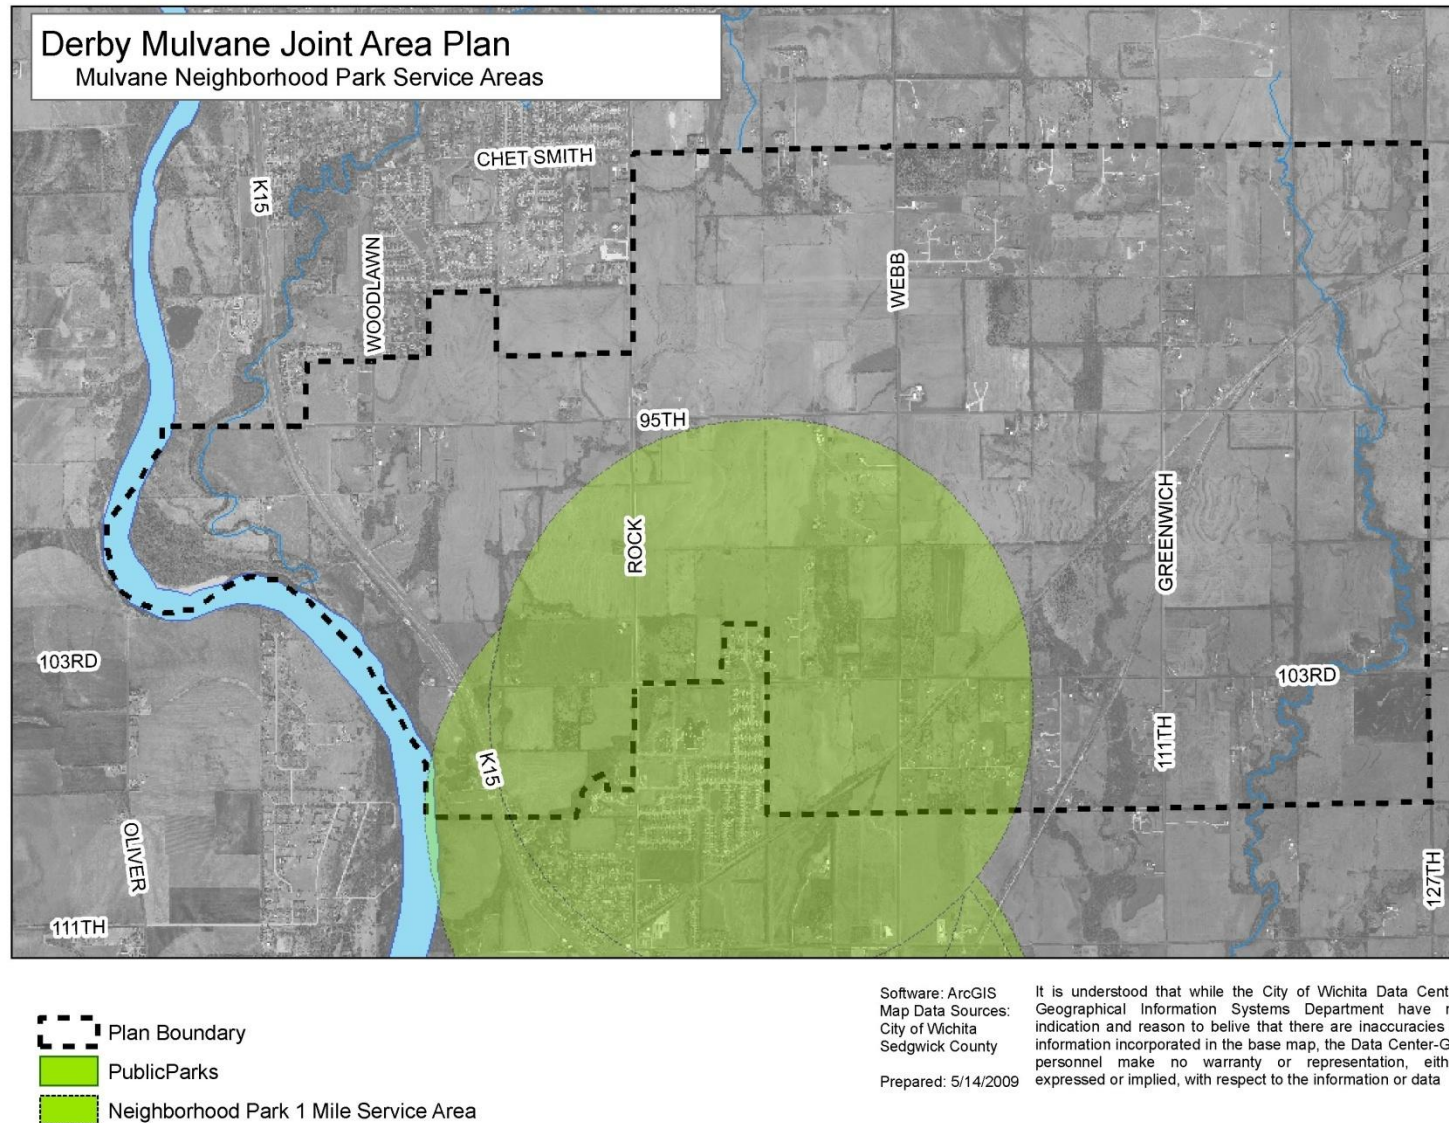 Derby Mulvane Joint Area Plan
Mulvane Neighborhood Park Service Areas
CHET SMITH
K15
WOODLAWN
WEBB
95TH
ROCK
GREENWICH
103RD
103RD
K15
111TH
OLIVER
127TH
111TH
Plan Boundary
PublicParks
Neighborhood Park 1 Mile Service Area
Software: ArcGIS
Map Data Sources:
City of Wichita
Sedgwick County
Prepared: 5/14/2009
It is understood that while the City of Wichita Data Cent
Geographical Information Systems Department have n
indication and reason to belive that there are inaccuracies
information incorporated in the base map, the Data Center-G
personnel make no warranty or representation, eith
expressed or implied, with respect to the information or data